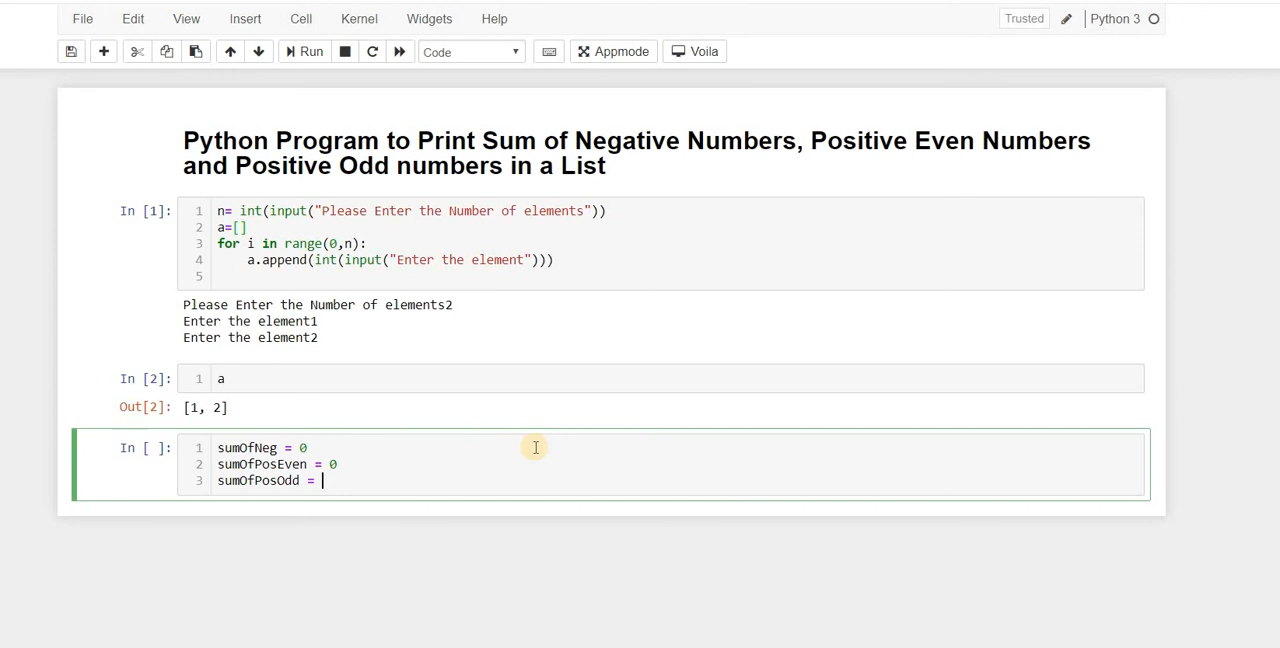 File Edit View Insert Cell Kernel Widgets Help Trusted Python 3
Run Code Appmode Voila
Python Program to Print Sum of Negative Numbers, Positive Even Numbers
and Positive Odd numbers in a List
In [1]: 1 n= int(input("Please Enter the Number of elements"))
2 a=[]
3 for i in range(0,n):
4     a.append(int(input("Enter the element")))
5
Please Enter the Number of elements2
Enter the element1
Enter the element2
In [2]: 1 a
Out[2]: [1, 2]
In [ ]: 1 sumOfNeg = 0
2 sumOfPosEven = 0
3 sumOfPosOdd =